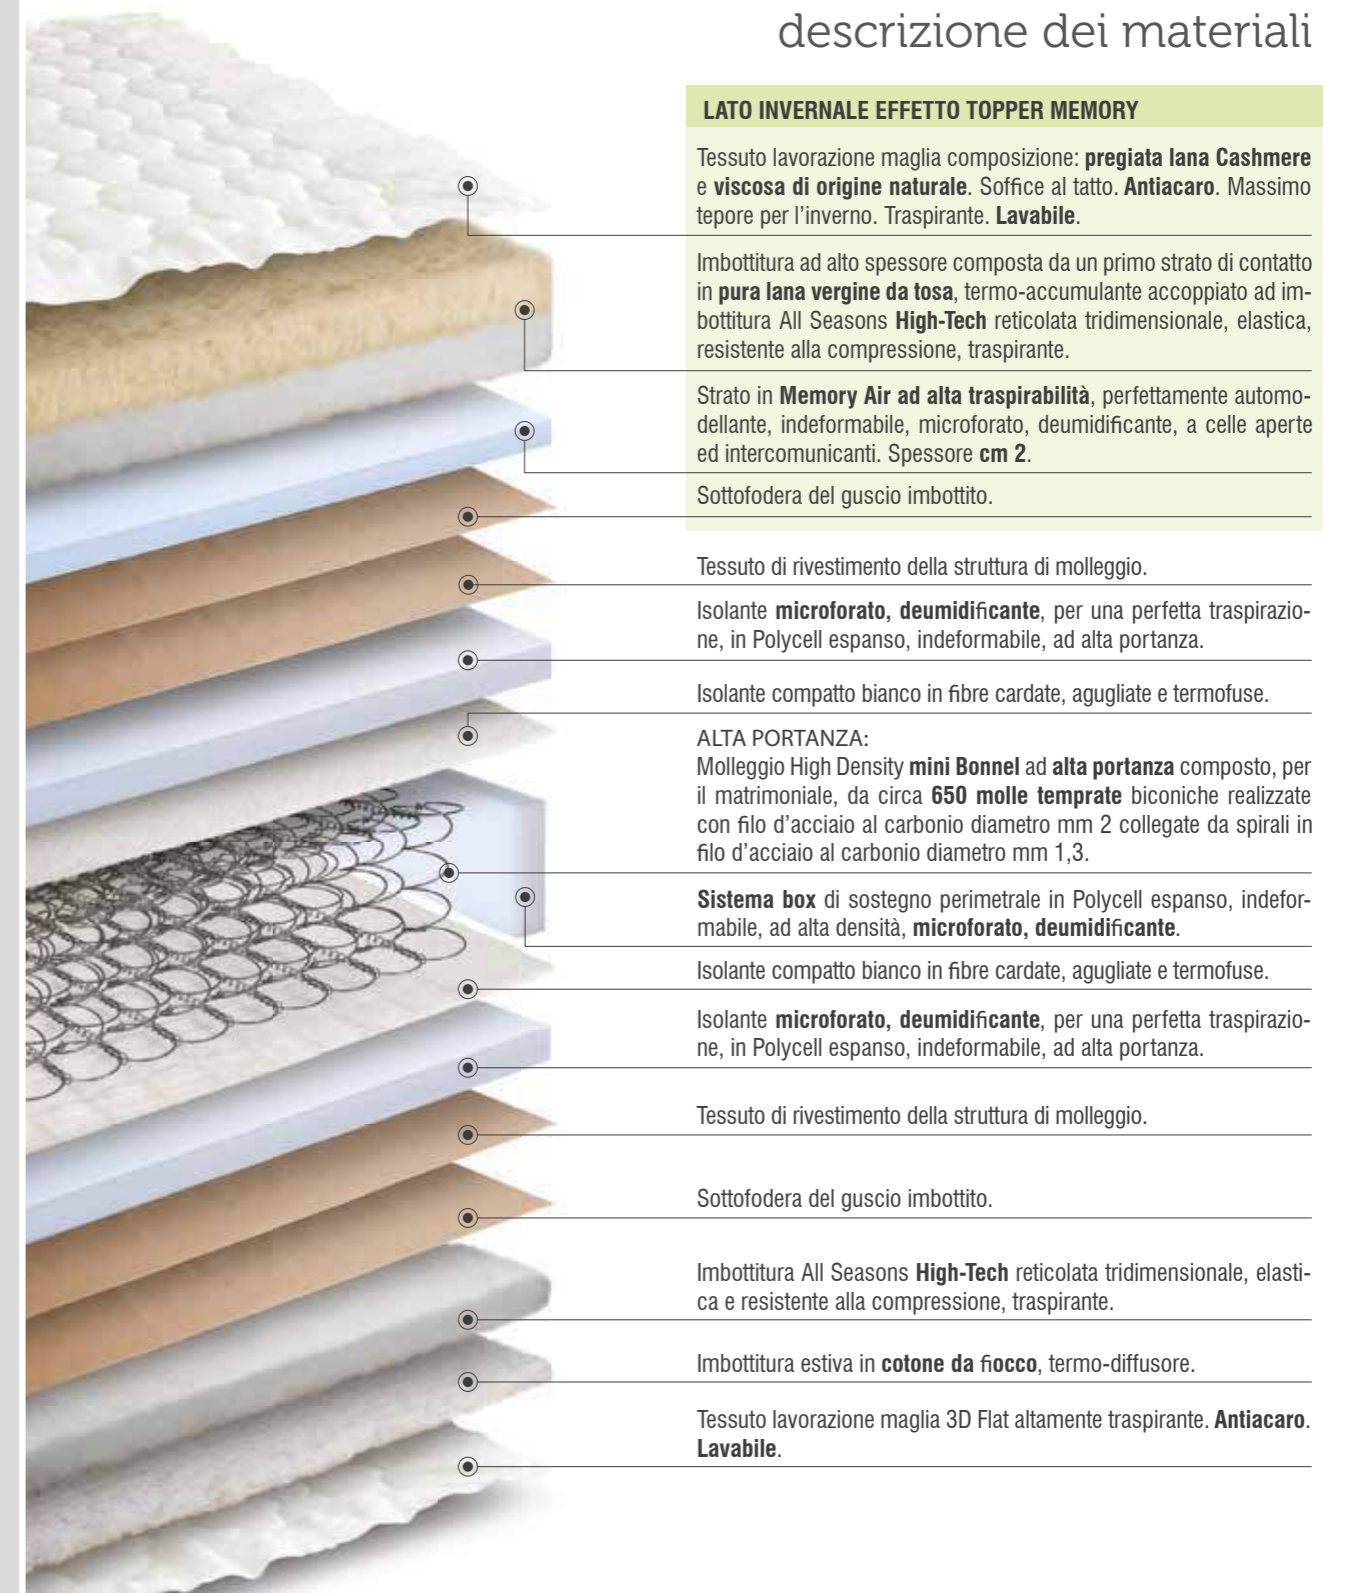 descrizione dei materiali
LATO INVERNALE EFFETTO TOPPER MEMORY
Tessuto lavorazione maglia composizione: pregiata lana Cashmere
e viscosa di origine naturale. Soffice al tatto. Antiacaro. Massimo
tepore per l'inverno. Traspirante. Lavabile.
Imbottitura ad alto spessore composta da un primo strato di contatto
in pura lana vergine da tosa, termo-accumulante accoppiato ad im-
bottitura All Seasons High-Tech reticolata tridimensionale, elastica,
resistente alla compressione, traspirante.
Strato in Memory Air ad alta traspirabilità, perfettamente automo-
dellante, indeformabile, microforato, deumidificante, a celle aperte
ed intercomunicanti. Spessore cm 2.
Sottofodera del guscio imbottito.
Tessuto di rivestimento della struttura di molleggio.
Isolante microforato, deumidificante, per una perfetta traspirazio-
ne, in Polycell espanso, indeformabile, ad alta portanza.
Isolante compatto bianco in fibre cardate, agugliate e termofuse.
ALTA PORTANZA:
Molleggio High Density mini Bonnel ad alta portanza composto, per
il matrimoniale, da circa 650 molle temprate biconiche realizzate
con filo d'acciaio al carbonio diametro mm 2 collegate da spirali in
filo d'acciaio al carbonio diametro mm 1,3.
Sistema box di sostegno perimetrale in Polycell espanso, indefor-
mabile, ad alta densità, microforato, deumidificante.
Isolante compatto bianco in fibre cardate, agugliate e termofuse.
Isolante microforato, deumidificante, per una perfetta traspirazio-
ne, in Polycell espanso, indeformabile, ad alta portanza.
Tessuto di rivestimento della struttura di molleggio.
Sottofodera del guscio imbottito.
Imbottitura All Seasons High-Tech reticolata tridimensionale, elasti-
ca e resistente alla compressione, traspirante.
Imbottitura estiva in cotone da fiocco, termo-diffusore.
Tessuto lavorazione maglia 3D Flat altamente traspirante. Antiacaro.
Lavabile.